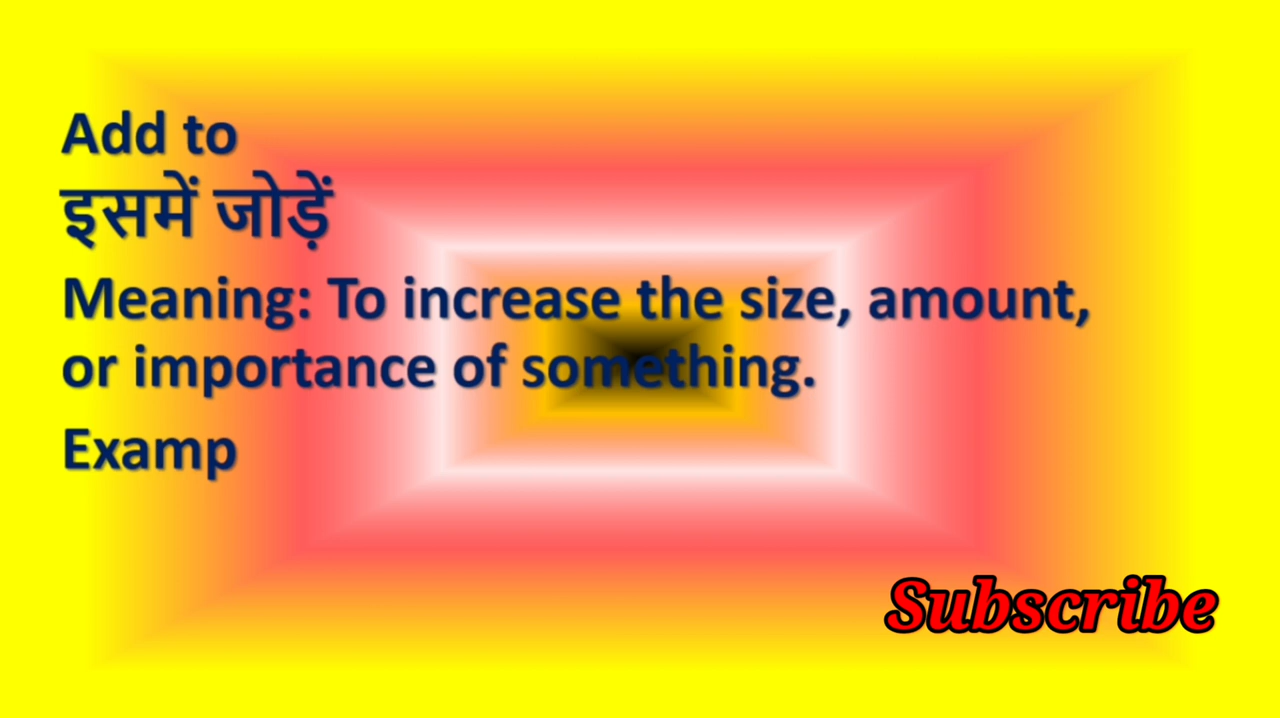 Add to
इसमें जोड़ें
Meaning: To increase the size, amount,
or importance of something.
Examp
Subscribe